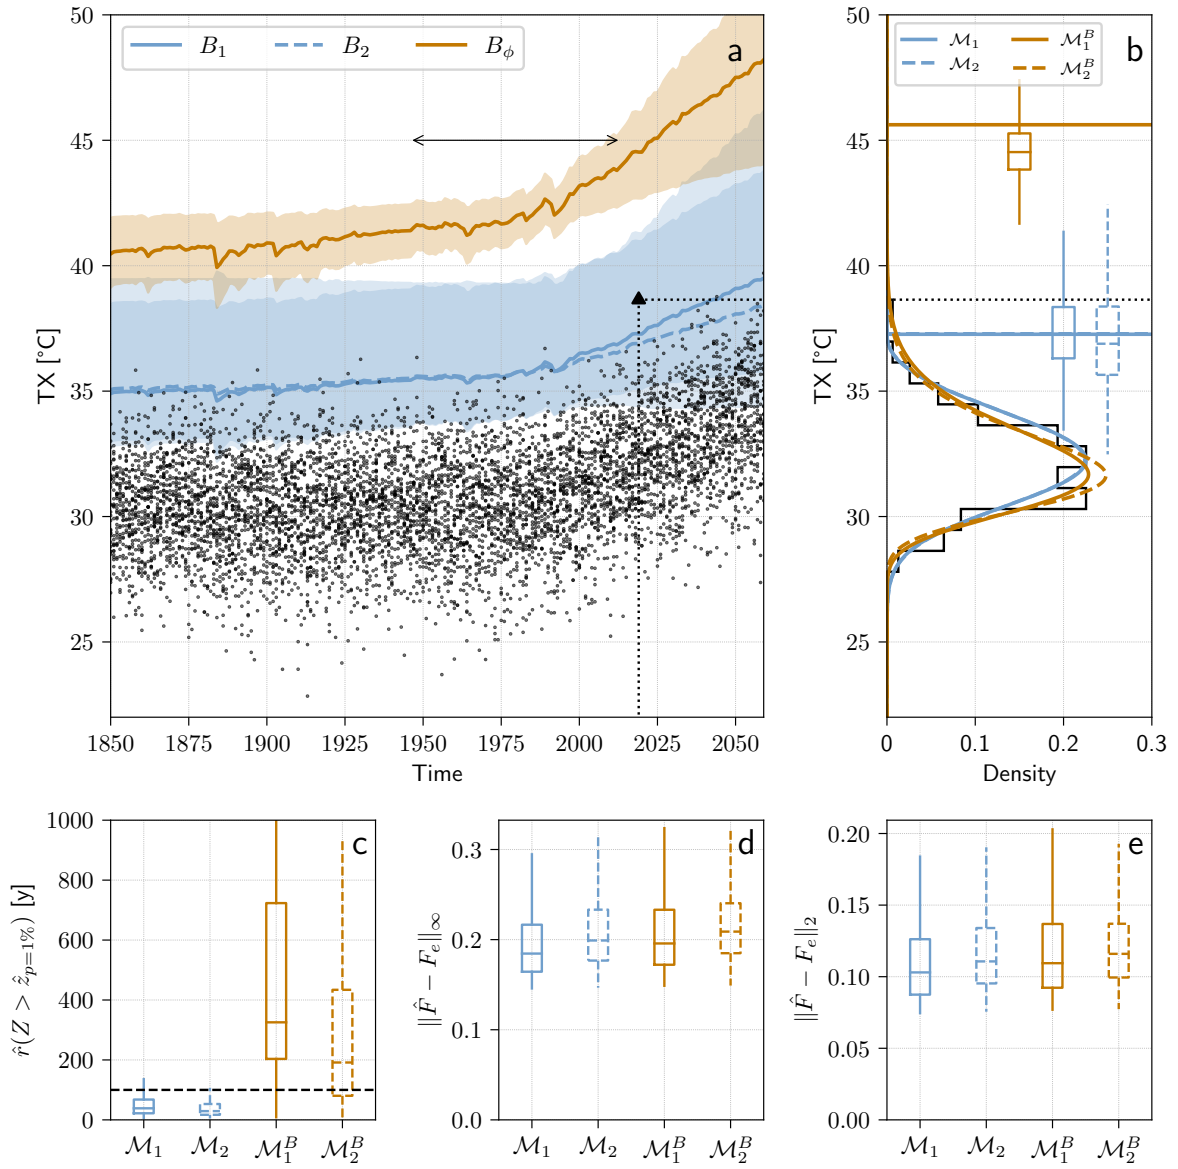 50
45
40
35
30
25
TX [°C]
B₁
B₂
B_ϕ
a
1850
1875
1900
1925
1950
1975
2000
2025
2050
Time
50
45
40
35
30
25
TX [°C]
ℳ₁
ℳ₂
ℳ₁ᴮ
ℳ₂ᴮ
b
0
0.1
0.2
0.3
Density
1000
800
600
400
200
0
r̂(Z > ẑ_{p=1%}) [y]
c
ℳ₁
ℳ₂
ℳ₁ᴮ
ℳ₂ᴮ
0.3
0.2
0.1
0.0
‖F̂ − F_e‖_∞
d
ℳ₁
ℳ₂
ℳ₁ᴮ
ℳ₂ᴮ
0.20
0.15
0.10
0.05
0.00
‖F̂ − F_e‖₂
e
ℳ₁
ℳ₂
ℳ₁ᴮ
ℳ₂ᴮ